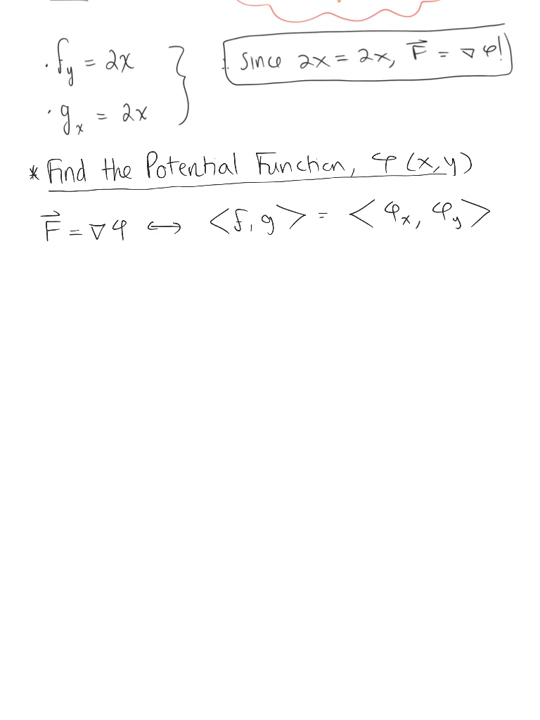 · f_y = 2x
Since 2x = 2x, F⃗ = ∇φ!
· g_x = 2x
* Find the Potential Function, φ(x,y)
F⃗ = ∇φ ↔ <f, g> = <φ_x, φ_y>